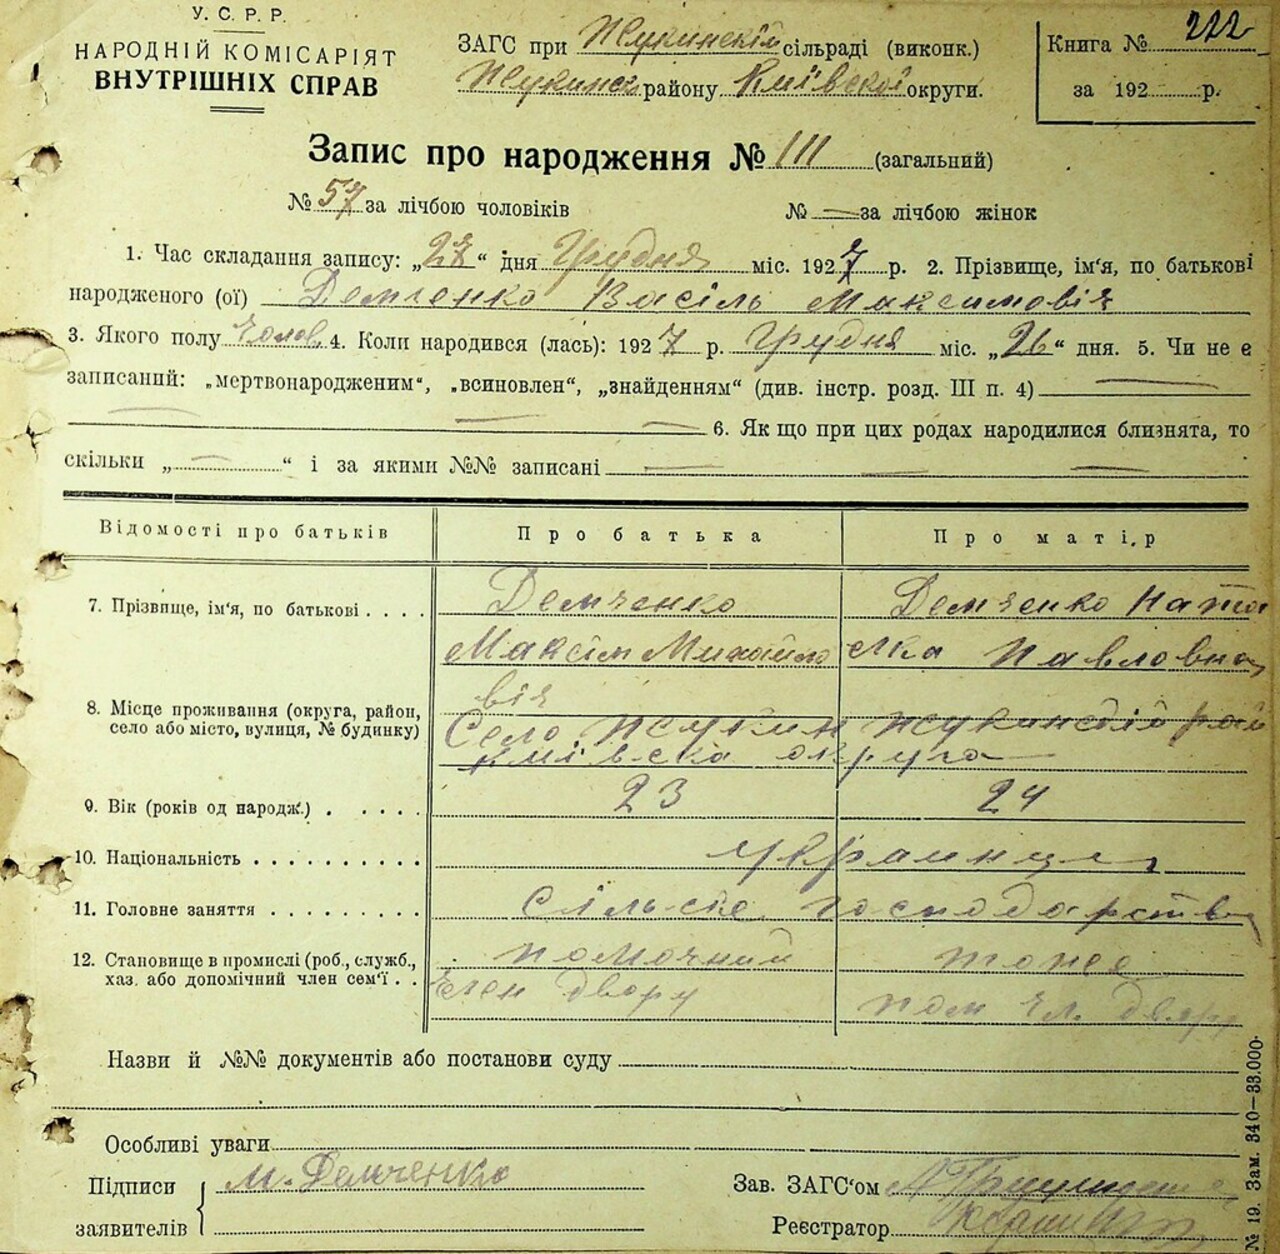 У. С. Р. Р.
НАРОДНІЙ КОМІСАРІЯТ
ВНУТРІШНІХ СПРАВ
ЗАГС при Жукинскій сільраді (виконк.)
Жукинск району Київскої округи.
Книга № 222
за 192 р.
Запис про народження № 111 (загальний)
№ 57 за лічбою чоловіків № — за лічбою жінок
1. Час складання запису: „28“ дня Грудня міс. 1927 р. 2. Прізвище, ім'я, по батькові
народженого (ої) Демченко Васіль Максимовіч
3. Якого полу Чолов. 4. Коли народився (лась): 1927 р. Грудня міс. „26“ дня. 5. Чи не є
записаний: „мертвонародженим“, „всиновлен“, „знайденням“ (див. інстр. розд. III п. 4) —
— — — 6. Як що при цих родах народилися близнята, то
скільки „—“ і за якими №№ записані — — —
Відомості про батьків Про батька Про матір
7. Прізвище, ім'я, по батькові . . . . Демченко Демченко Ната
Максім Михайло лка Павловна
віч
8. Місце проживання (округа, район, село або місто, вулиця, № будинку) Село Жукин Жукинскій рай
київска округа
9. Вік (років од народж.) . . . . . 23 24
10. Національність . . . . . . . . . . українці
11. Головне заняття . . . . . . . . . Сільске господарство
12. Становище в промислі (роб., служб., помочний тоже
хаз. або допомічний член сем'ї . . член двору пом чл. двору
Назви й №№ документів або постанови суду
Особливі уваги
Підписи заявителів М. Демченко
Зав. ЗАГС'ом
Реєстратор
№ 19. Зам. 340—33.000.